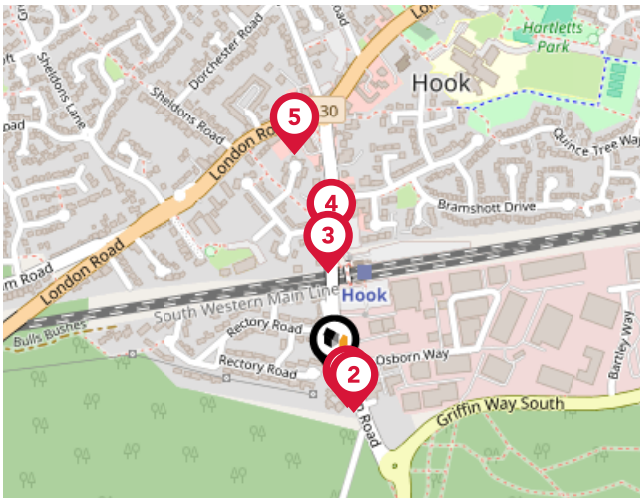 Hartletts
Park
Hook
Dorchester Road
Sheldons Lane
Sheldons Road
London Ro
30
5
Quince Tree Way
4
Bramshott Drive
3
London Road
m Road
South Western Main Line
Hook
Bulls Bushes
Rectory Road
Rectory Road
Osborn Way
2
Bartley Way
Griffin Way South
n Road